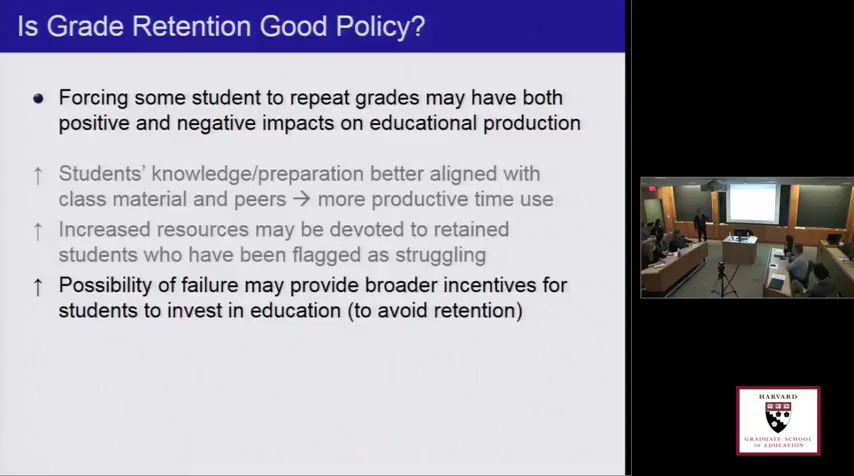 Is Grade Retention Good Policy?
Forcing some student to repeat grades may have both
positive and negative impacts on educational production
↑ Students' knowledge/preparation better aligned with
class material and peers → more productive time use
↑ Increased resources may be devoted to retained
students who have been flagged as struggling
↑ Possibility of failure may provide broader incentives for
students to invest in education (to avoid retention)
HARVARD
GRADUATE SCHOOL
OF EDUCATION